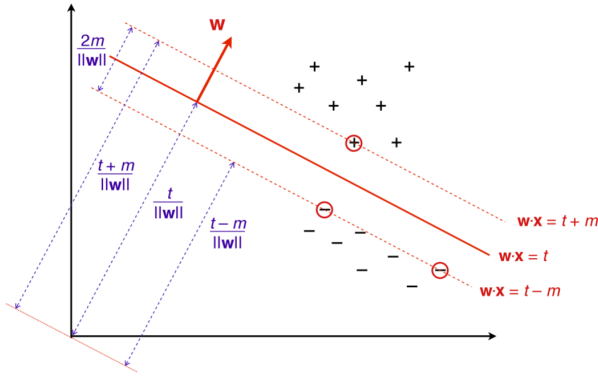 w
2m
||w||
t + m
||w||
t
||w||
t – m
||w||
+ + + + + + + +
– – – – – – – –
w·x = t + m
w·x = t
w·x = t – m